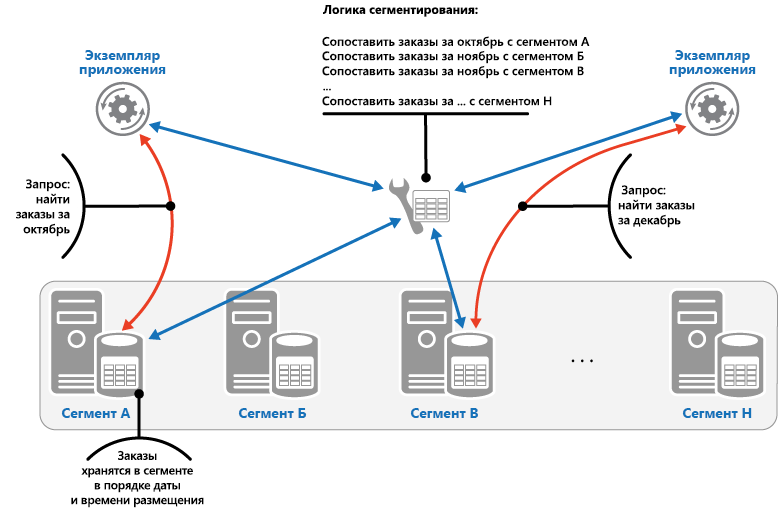 Логика сегментирования:
Сопоставить заказы за октябрь с сегментом А
Сопоставить заказы за ноябрь с сегментом Б
Сопоставить заказы за ноябрь с сегментом В
...
Сопоставить заказы за ... с сегментом Н
Экземпляр
приложения
Экземпляр
приложения
Запрос:
найти
заказы за
октябрь
Запрос:
найти заказы
за декабрь
...
Сегмент А
Сегмент Б
Сегмент В
Сегмент Н
Заказы
хранятся в сегменте
в порядке даты
и времени размещения